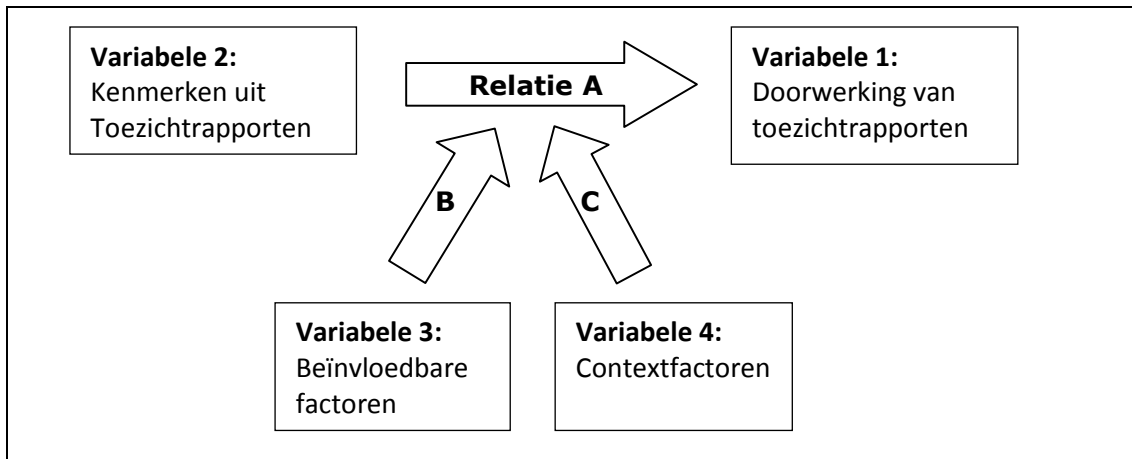 Variabele 2:
Kenmerken uit
Toezichtrapporten
Relatie A
Variabele 1:
Doorwerking van
toezichtrapporten
B
C
Variabele 3:
Beïnvloedbare
factoren
Variabele 4:
Contextfactoren